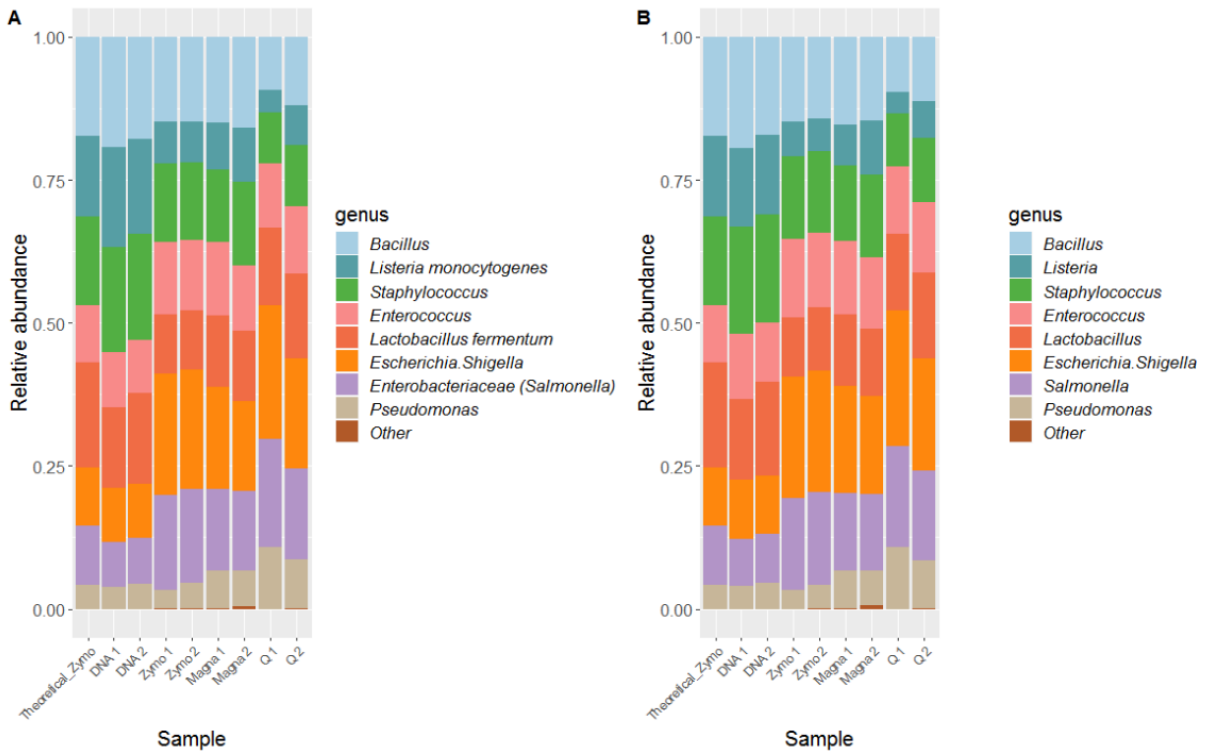 A
Relative abundance
1.00
0.75
0.50
0.25
0.00
Theoretical_Zymo
DNA 1
DNA 2
Zymo 1
Zymo 2
Magna 1
Magna 2
Q 1
Q 2
Sample
genus
Bacillus
Listeria monocytogenes
Staphylococcus
Enterococcus
Lactobacillus fermentum
Escherichia.Shigella
Enterobacteriaceae (Salmonella)
Pseudomonas
Other
B
Relative abundance
1.00
0.75
0.50
0.25
0.00
Theoretical_Zymo
DNA 1
DNA 2
Zymo 1
Zymo 2
Magna 1
Magna 2
Q 1
Q 2
Sample
genus
Bacillus
Listeria
Staphylococcus
Enterococcus
Lactobacillus
Escherichia.Shigella
Salmonella
Pseudomonas
Other